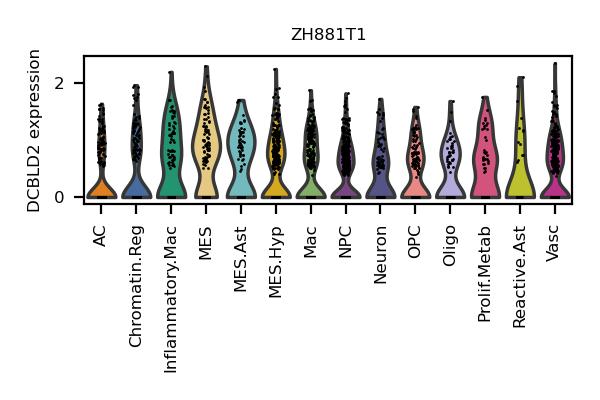 ZH881T1
DCBLD2 expression
2
0
AC
Chromatin.Reg
Inflammatory.Mac
MES
MES.Ast
MES.Hyp
Mac
NPC
Neuron
OPC
Oligo
Prolif.Metab
Reactive.Ast
Vasc